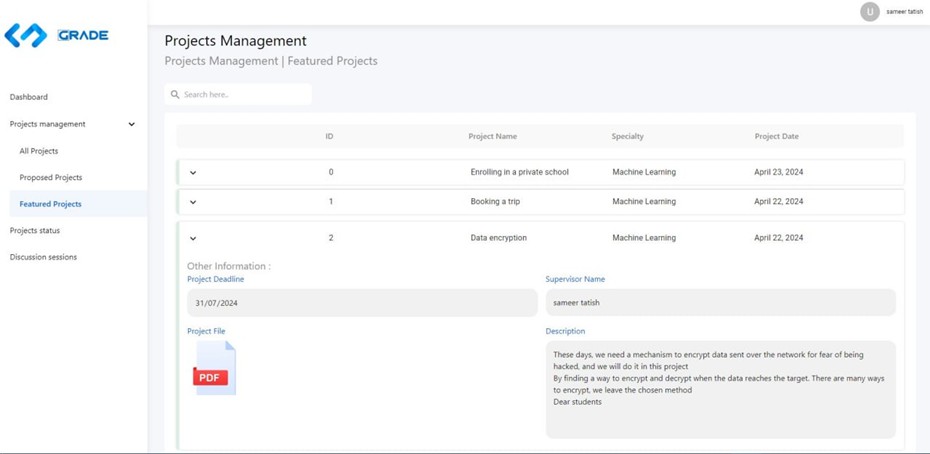 U sameer tatish
GRADE
Projects Management
Projects Management | Featured Projects
Search here..
Dashboard
Projects management
All Projects
Proposed Projects
Featured Projects
Projects status
Discussion sessions
ID Project Name Specialty Project Date
0 Enrolling in a private school Machine Learning April 23, 2024
1 Booking a trip Machine Learning April 22, 2024
2 Data encryption Machine Learning April 22, 2024
Other Information :
Project Deadline
31/07/2024
Supervisor Name
sameer tatish
Project File
PDF
Description
These days, we need a mechanism to encrypt data sent over the network for fear of being
hacked, and we will do it in this project
By finding a way to encrypt and decrypt when the data reaches the target. There are many ways
to encrypt, we leave the chosen method
Dear students